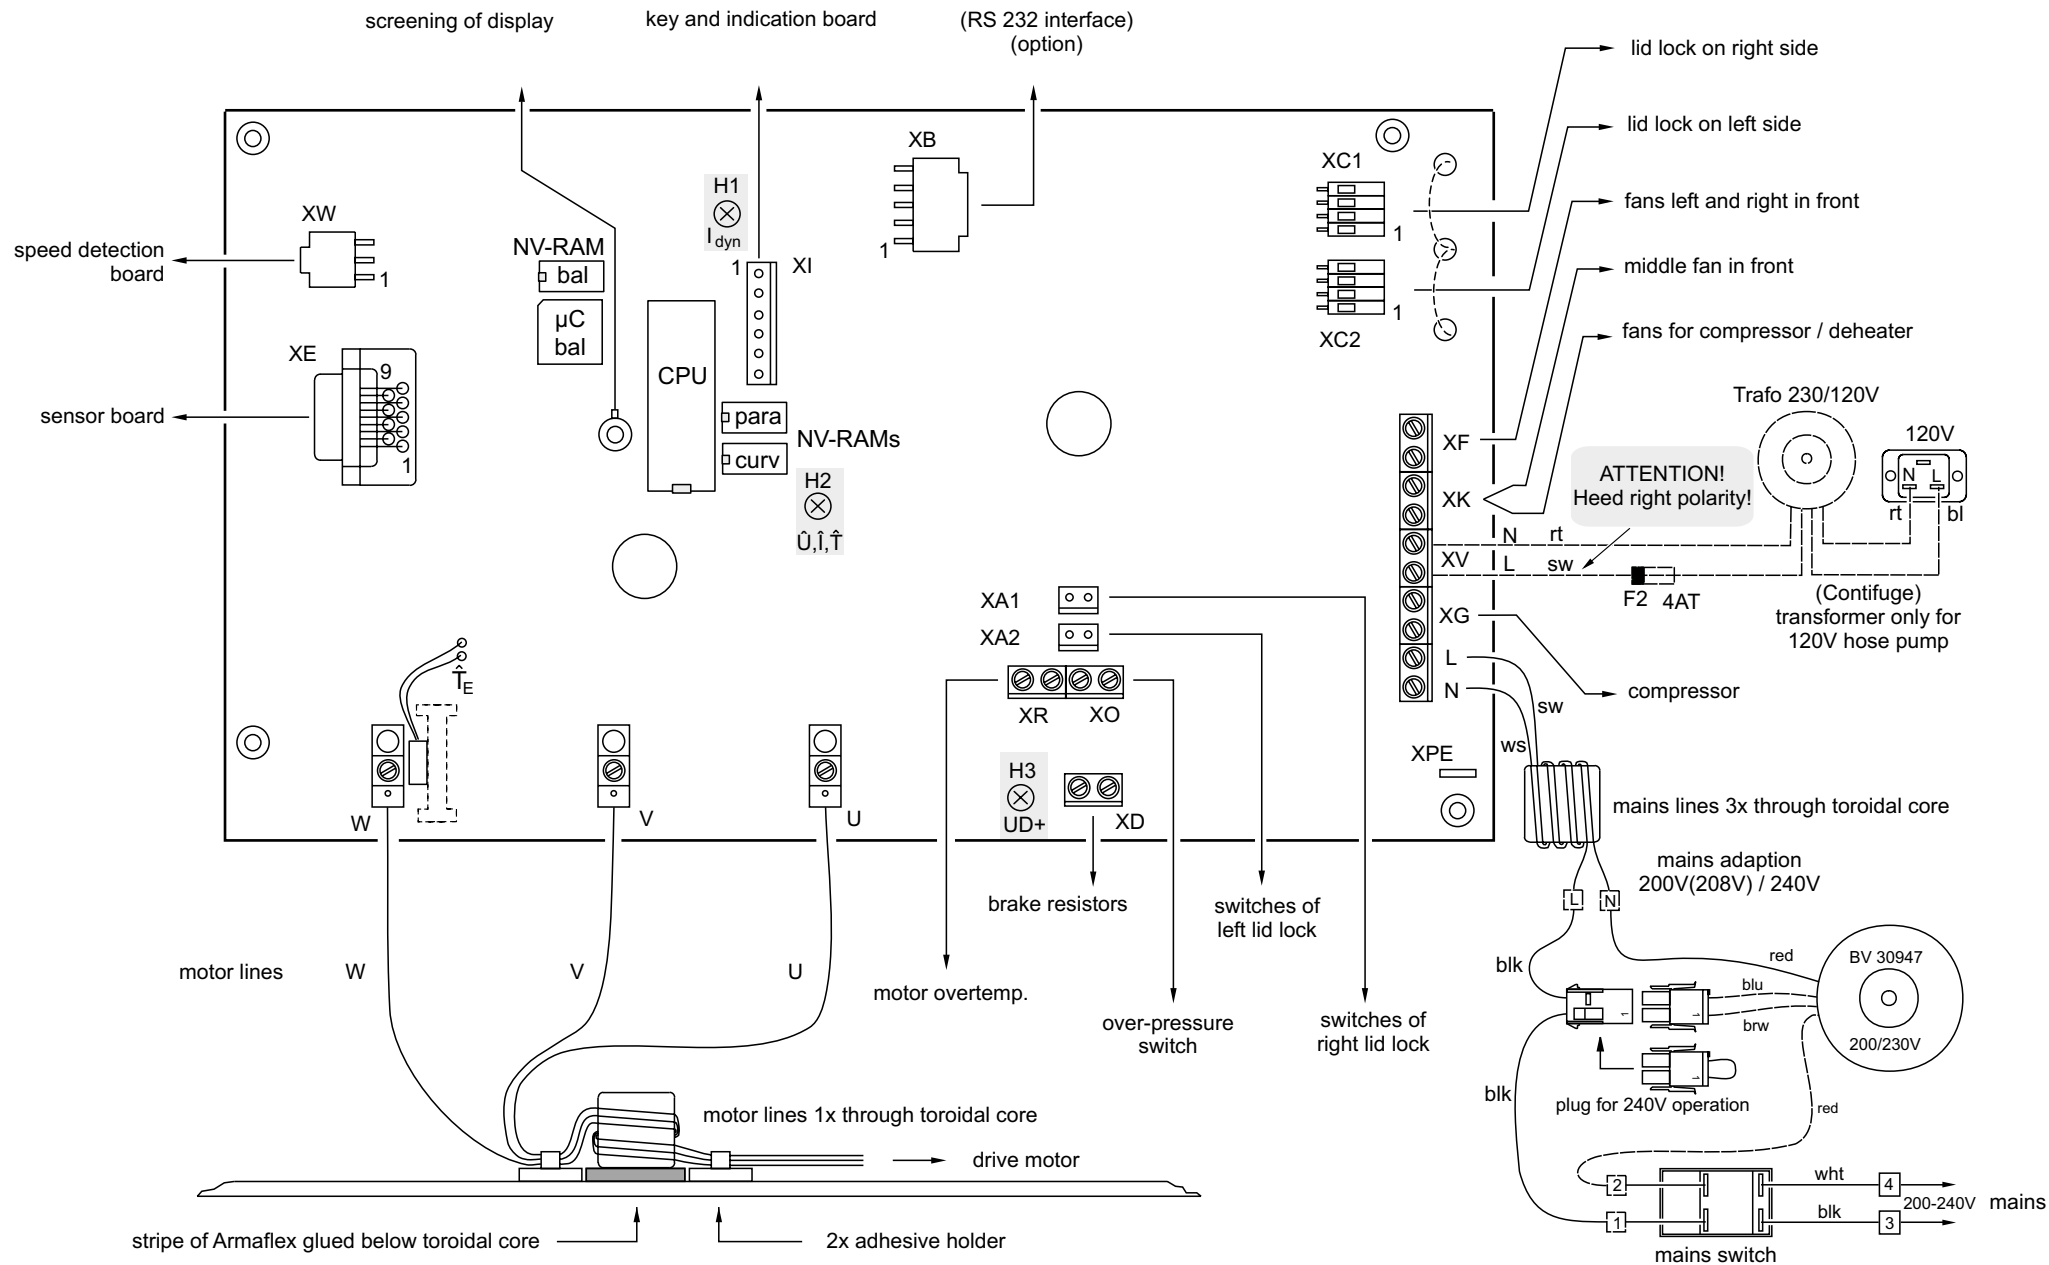 screening of display
key and indication board
(RS 232 interface)
(option)
lid lock on right side
lid lock on left side
fans left and right in front
middle fan in front
fans for compressor / deheater
XW
1
speed detection
board
XE
9
1
sensor board
NV-RAM
bal
µC
bal
H1
I dyn
1
XI
CPU
para
curv
NV-RAMs
H2
Û,Î,T̂
XB
1
XC1
1
XC2
1
XF
XK
XV
XG
L
N
N
rt
L
sw
ATTENTION!
Heed right polarity!
Trafo 230/120V
120V
N
L
rt
bl
F2
4AT
(Contifuge)
transformer only for
120V hose pump
compressor
sw
ws
XPE
XA1
XA2
XR
XO
H3
UD+
XD
T̂E
W
V
U
mains lines 3x through toroidal core
mains adaption
200V(208V) / 240V
L
N
brake resistors
switches of
left lid lock
motor lines
W
V
U
motor overtemp.
over-pressure
switch
switches of
right lid lock
blk
red
BV 30947
200/230V
blu
brw
1
1
1
plug for 240V operation
blk
red
motor lines 1x through toroidal core
drive motor
stripe of Armaflex glued below toroidal core
2x adhesive holder
2
1
wht
blk
4
3
200-240V
mains
mains switch